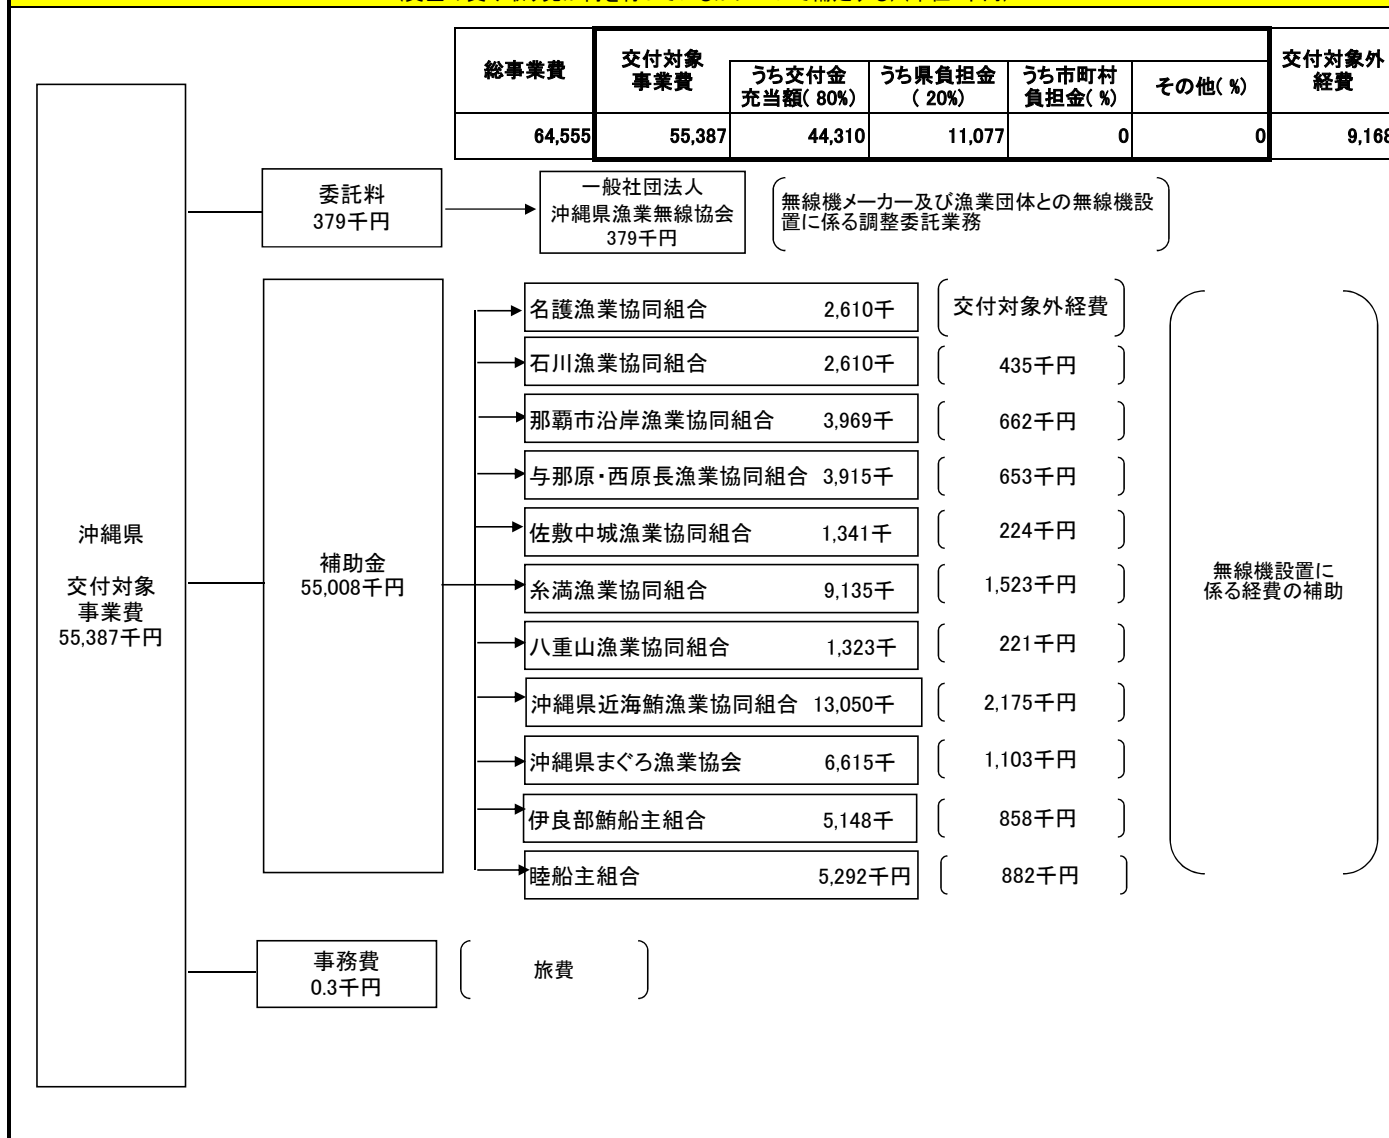 総事業費
交付対象
事業費
うち交付金
充当額( 80%)
うち県負担金
( 20%)
うち市町村
負担金( %)
その他( %)
交付対象外
経費
64,555
55,387
44,310
11,077
0
0
9,168
委託料
379千円
一般社団法人
沖縄県漁業無線協会
379千円
無線機メーカー及び漁業団体との無線機設
置に係る調整委託業務
沖縄県
交付対象
事業費
55,387千円
補助金
55,008千円
名護漁業協同組合 2,610千
交付対象外経費
石川漁業協同組合 2,610千
435千円
那覇市沿岸漁業協同組合 3,969千
662千円
与那原・西原長漁業協同組合 3,915千
653千円
佐敷中城漁業協同組合 1,341千
224千円
糸満漁業協同組合 9,135千
1,523千円
八重山漁業協同組合 1,323千
221千円
沖縄県近海鮪漁業協同組合 13,050千
2,175千円
沖縄県まぐろ漁業協会 6,615千
1,103千円
伊良部鮪船主組合 5,148千
858千円
睦船主組合 5,292千円
882千円
無線機設置に
係る経費の補助
事務費
0.3千円
旅費